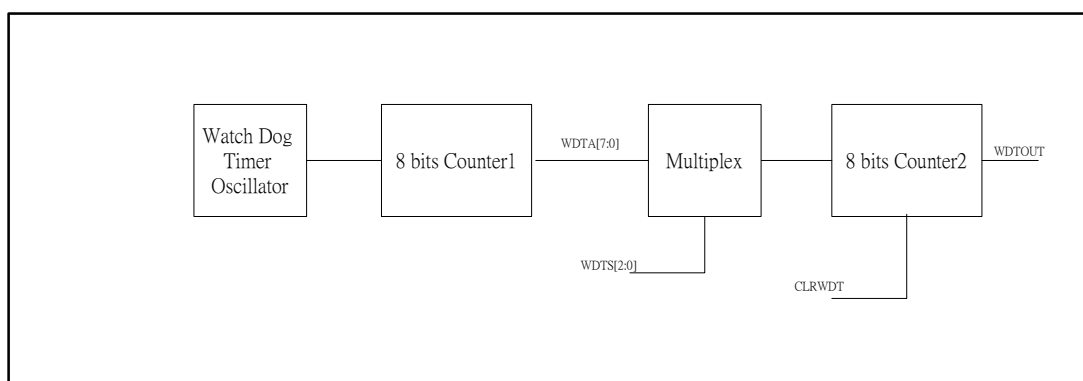 Watch Dog
Timer
Oscillator
8 bits Counter1
WDTA[7:0]
Multiplex
8 bits Counter2
WDTOUT
WDTS[2:0]
CLRWDT